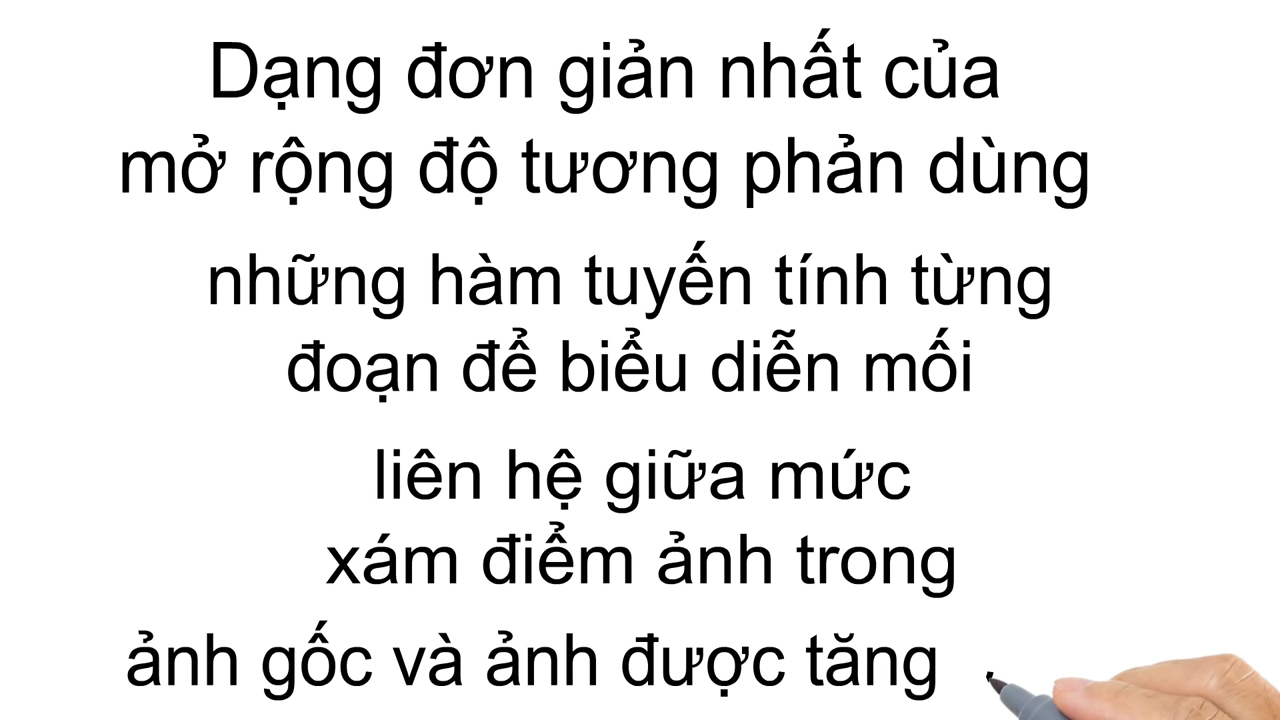 Dạng đơn giản nhất của
mở rộng độ tương phản dùng
những hàm tuyến tính từng
đoạn để biểu diễn mối
liên hệ giữa mức
xám điểm ảnh trong
ảnh gốc và ảnh được tăng